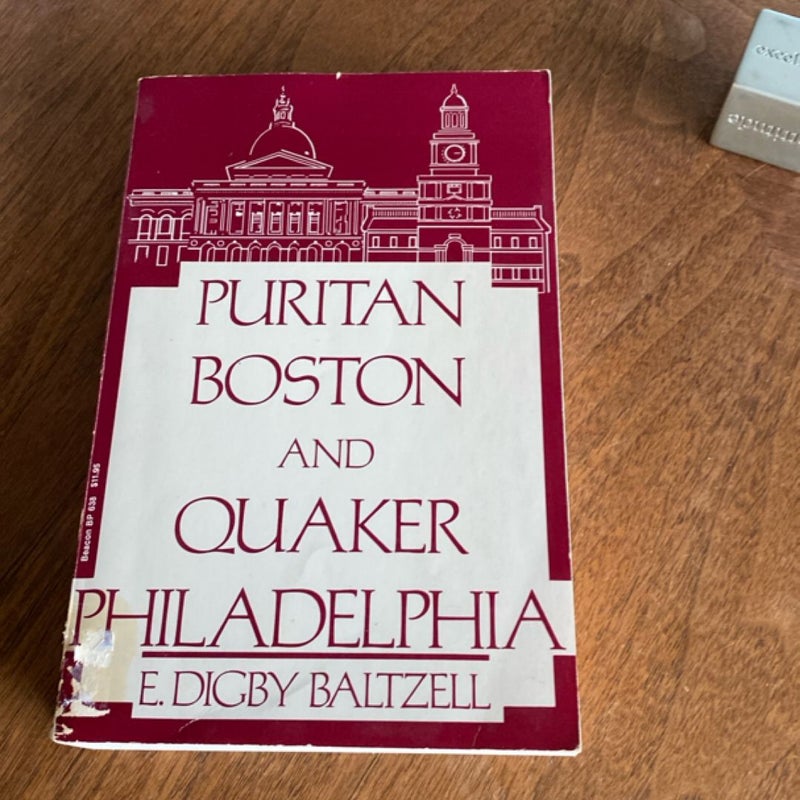 PURITAN
BOSTON
AND
QUAKER
PHILADELPHIA
E. DIGBY BALTZELL
Beacon BP 638 $11.95